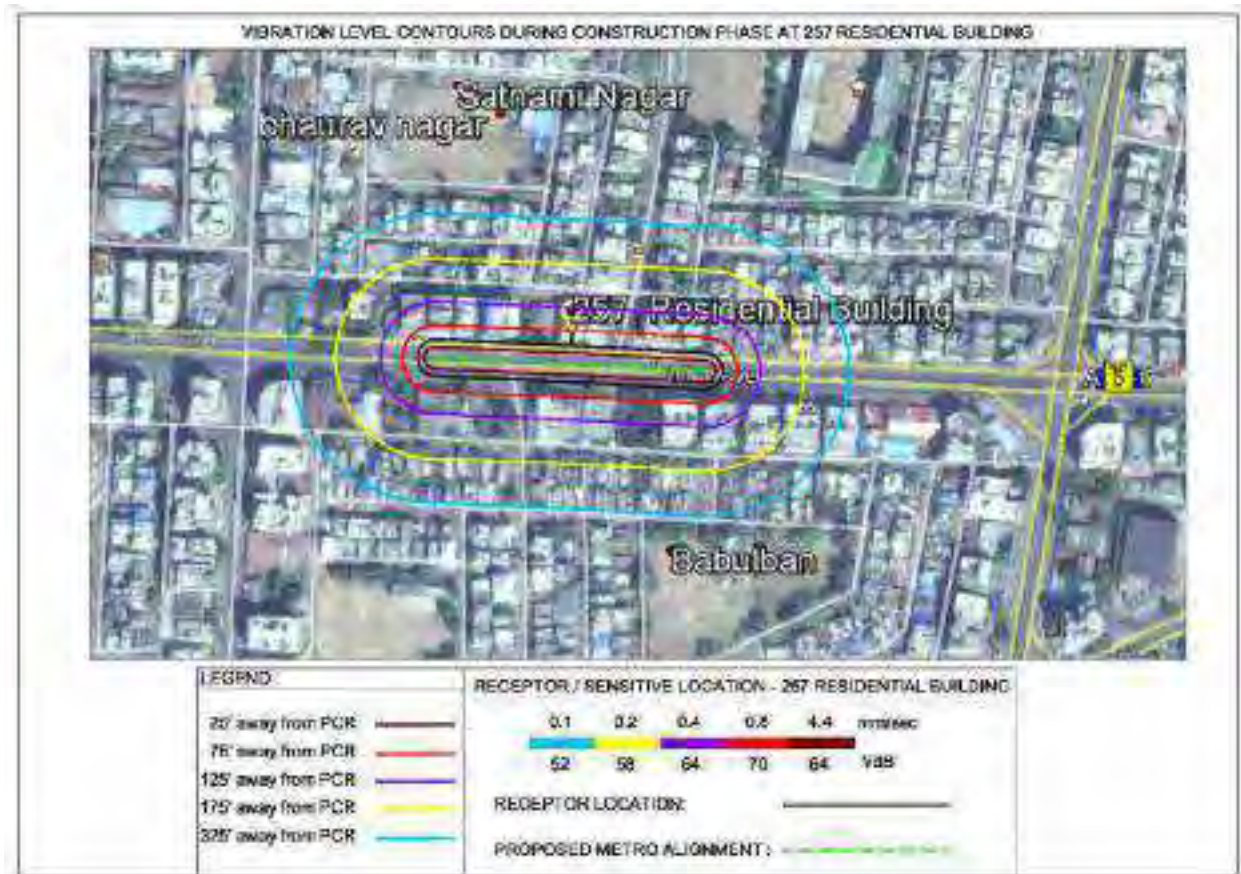 VIBRATION LEVEL CONTOURS DURING CONSTRUCTION PHASE AT 257 RESIDENTIAL BUILDING
Satnami Nagar
bhaurav nagar
257 Residential Building
Babulban
LEGEND
25' away from PCR
75' away from PCR
125' away from PCR
175' away from PCR
325' away from PCR
RECEPTOR / SENSITIVE LOCATION - 257 RESIDENTIAL BUILDING
0.1 0.2 0.4 0.8 4.4 mm/sec
52 58 64 70 84 VdB
RECEPTOR LOCATION:
PROPOSED METRO ALIGNMENT :